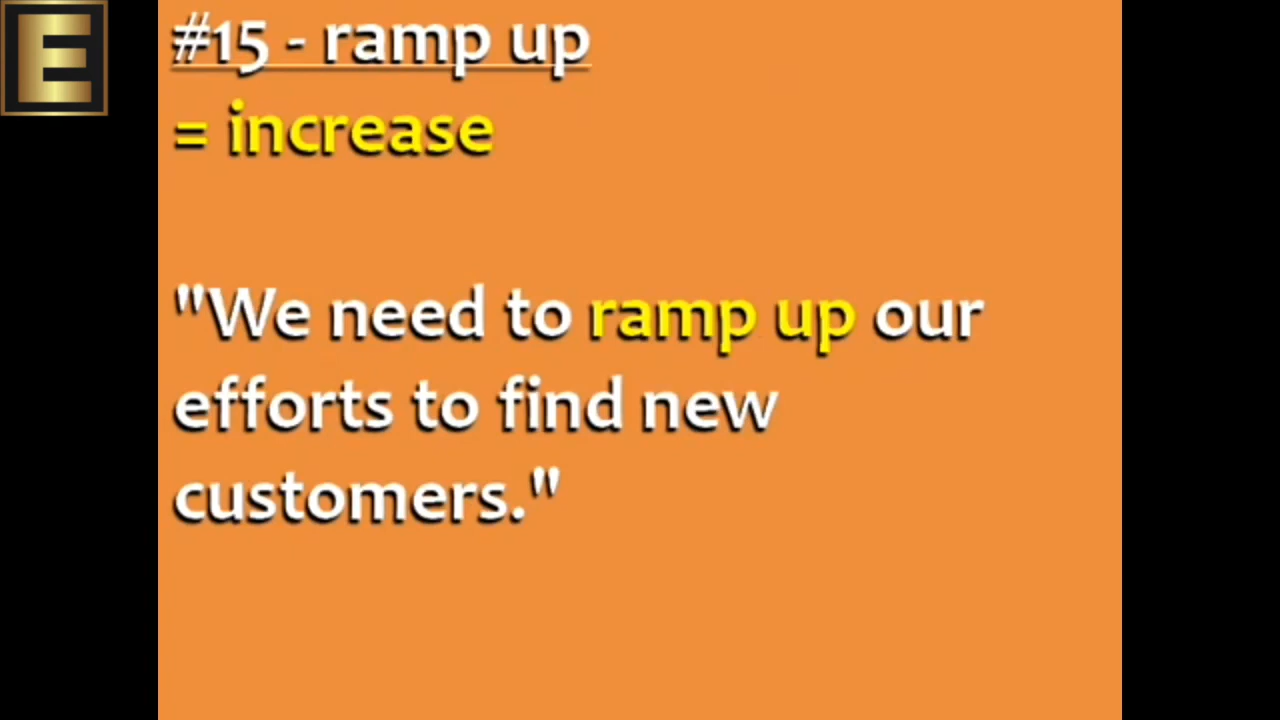 E
#15 - ramp up
= increase
"We need to ramp up our
efforts to find new
customers."